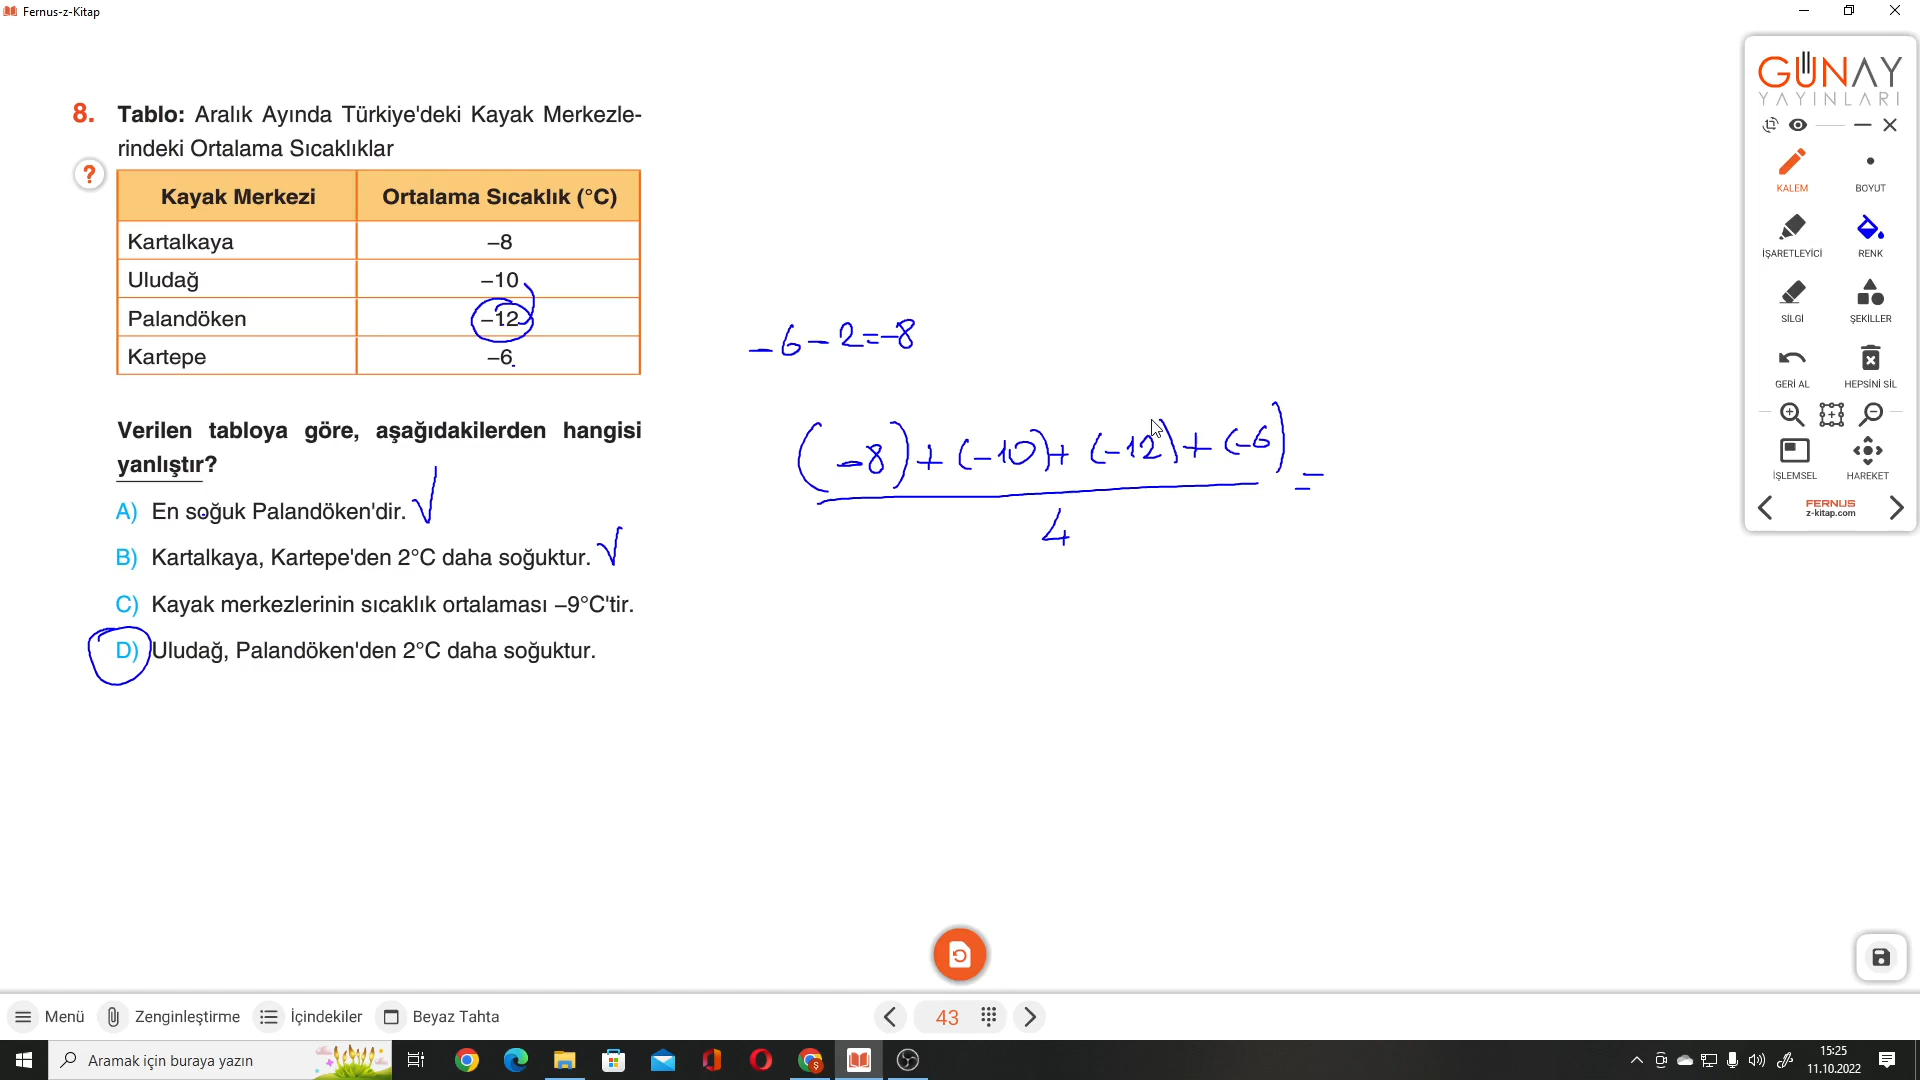 Fernus-z-Kitap
8. Tablo: Aralık Ayında Türkiye'deki Kayak Merkezle-
rindeki Ortalama Sıcaklıklar
?
Kayak Merkezi Ortalama Sıcaklık (°C)
Kartalkaya –8
Uludağ –10
Palandöken –12
Kartepe –6
Verilen tabloya göre, aşağıdakilerden hangisi
yanlıştır?
A) En soğuk Palandöken'dir.
B) Kartalkaya, Kartepe'den 2°C daha soğuktur.
C) Kayak merkezlerinin sıcaklık ortalaması –9°C'tir.
D) Uludağ, Palandöken'den 2°C daha soğuktur.
-6-2=-8
(-8)+(-10)+(-12)+(-6) =
4
GÜNAY
YAYINLARI
KALEM BOYUT
İŞARETLEYİCİ RENK
SİLGİ ŞEKİLLER
GERİ AL HEPSİNİ SİL
İŞLEMSEL HAREKET
FERNUS
z-kitap.com
Menü Zenginleştirme İçindekiler Beyaz Tahta 43
Aramak için buraya yazın
15:25
11.10.2022